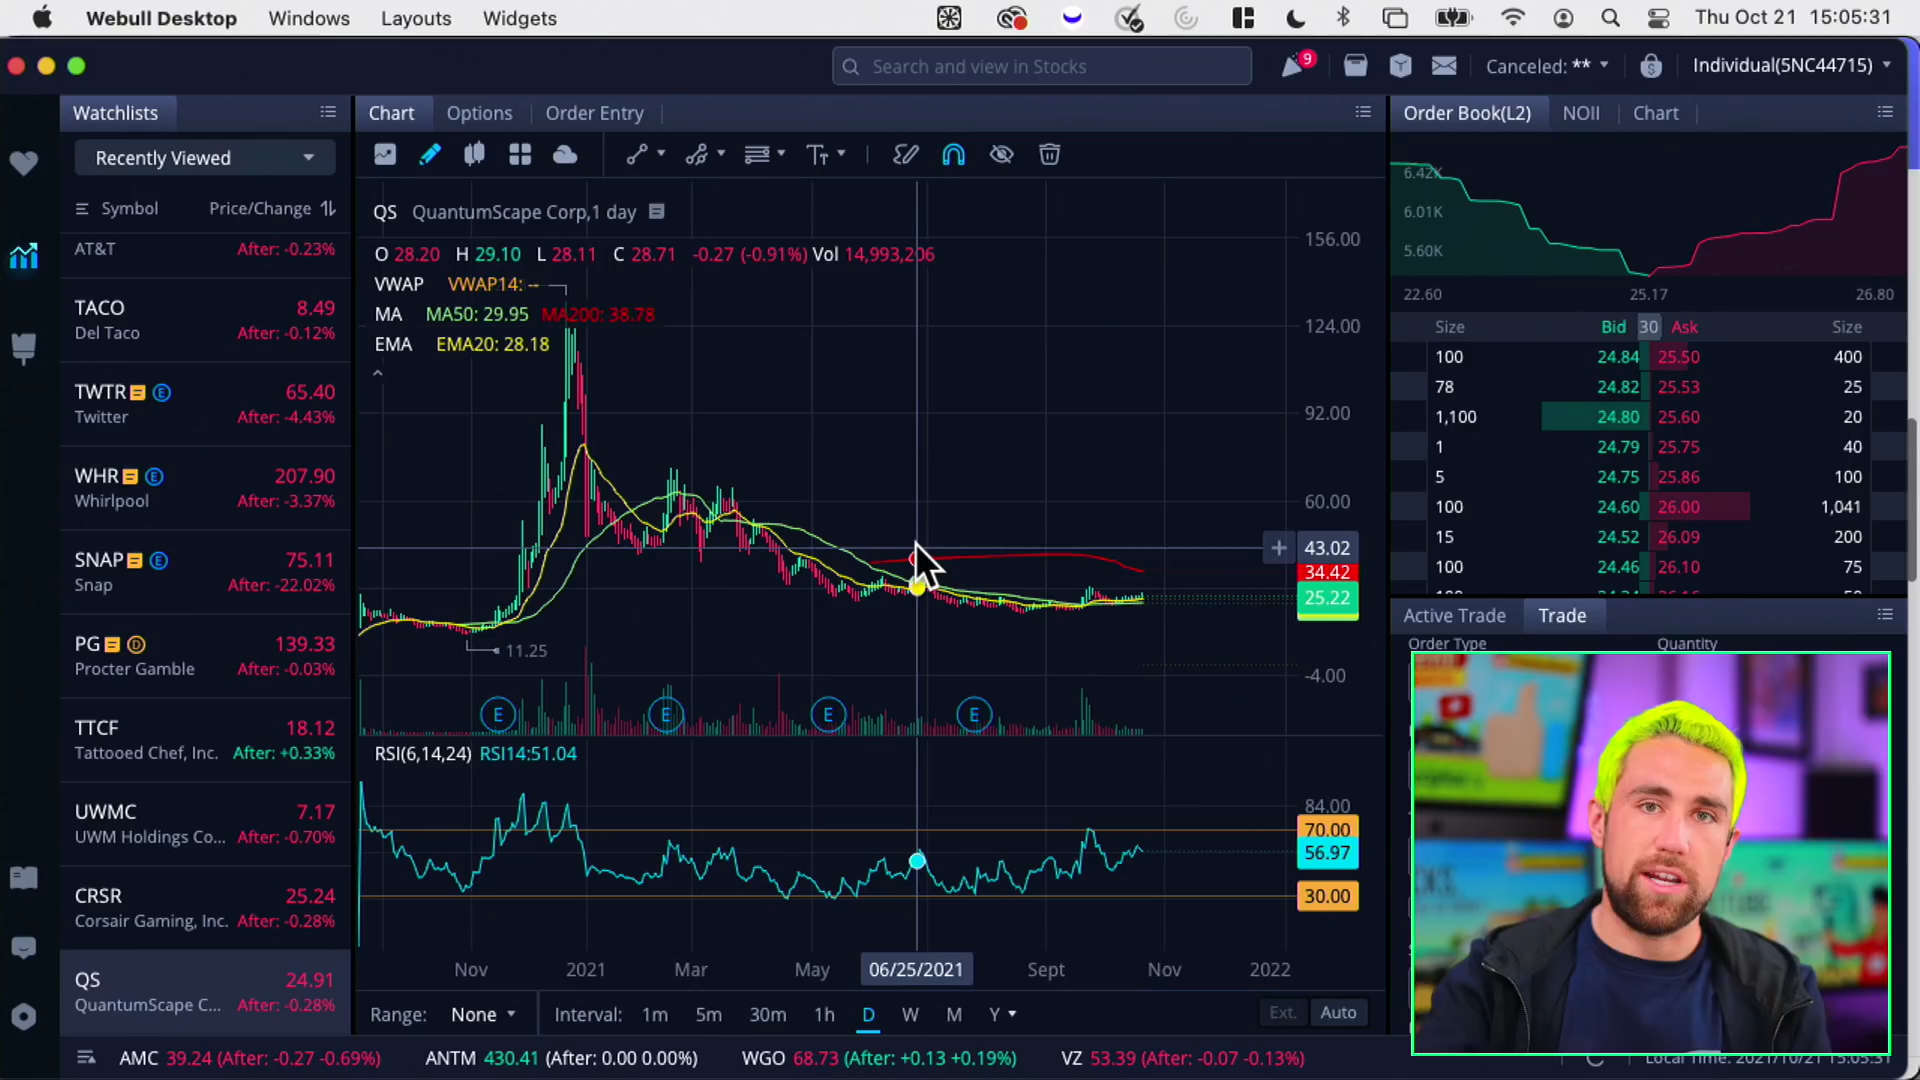 Webull Desktop Windows Layouts Widgets Thu Oct 21 15:05:31
Search and view in Stocks 9 Canceled: ** Individual(5NC44715)
Watchlists
Recently Viewed
Symbol Price/Change
AT&T After: -0.23%
TACO 8.49
Del Taco After: -0.12%
TWTR E 65.40
Twitter After: -4.43%
WHR E 207.90
Whirlpool After: -3.37%
SNAP E 75.11
Snap After: -22.02%
PG D 139.33
Procter Gamble After: -0.03%
TTCF 18.12
Tattooed Chef, Inc. After: +0.33%
UWMC 7.17
UWM Holdings Co... After: -0.70%
CRSR 25.24
Corsair Gaming, Inc. After: -0.28%
QS 24.91
QuantumScape C... After: -0.28%
Chart Options Order Entry
QS QuantumScape Corp,1 day
O 28.20 H 29.10 L 28.11 C 28.71 -0.27 (-0.91%) Vol 14,993,206
VWAP VWAP14: --
MA MA50: 29.95 MA200: 38.78
EMA EMA20: 28.18
156.00
124.00
92.00
60.00
43.02
34.42
25.22
-4.00
11.25
E E E E
RSI(6,14,24) RSI14:51.04
84.00
70.00
56.97
30.00
Nov 2021 Mar May 06/25/2021 Sept Nov 2022
Range: None Interval: 1m 5m 30m 1h D W M Y Ext. Auto
Order Book(L2) NOII Chart
6.42K
6.01K
5.60K
22.60 25.17 26.80
Size Bid 30 Ask Size
100 24.84 25.50 400
78 24.82 25.53 25
1,100 24.80 25.60 20
1 24.79 25.75 40
5 24.75 25.86 100
100 24.60 26.00 1,041
15 24.52 26.09 200
100 24.46 26.10 75
Active Trade Trade
Order Type Quantity
AMC 39.24 (After: -0.27 -0.69%) ANTM 430.41 (After: 0.00 0.00%) WGO 68.73 (After: +0.13 +0.19%) VZ 53.39 (After: -0.07 -0.13%)
Local Time: 2021/10/21 15:05:31